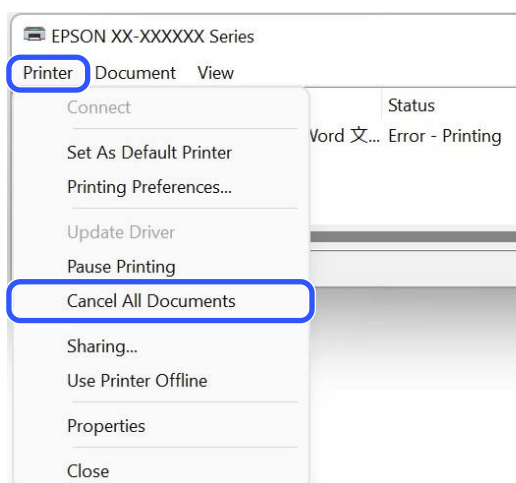 EPSON XX-XXXXXX Series
Printer Document View
Connect
Status
Word 文... Error - Printing
Set As Default Printer
Printing Preferences...
Update Driver
Pause Printing
Cancel All Documents
Sharing...
Use Printer Offline
Properties
Close